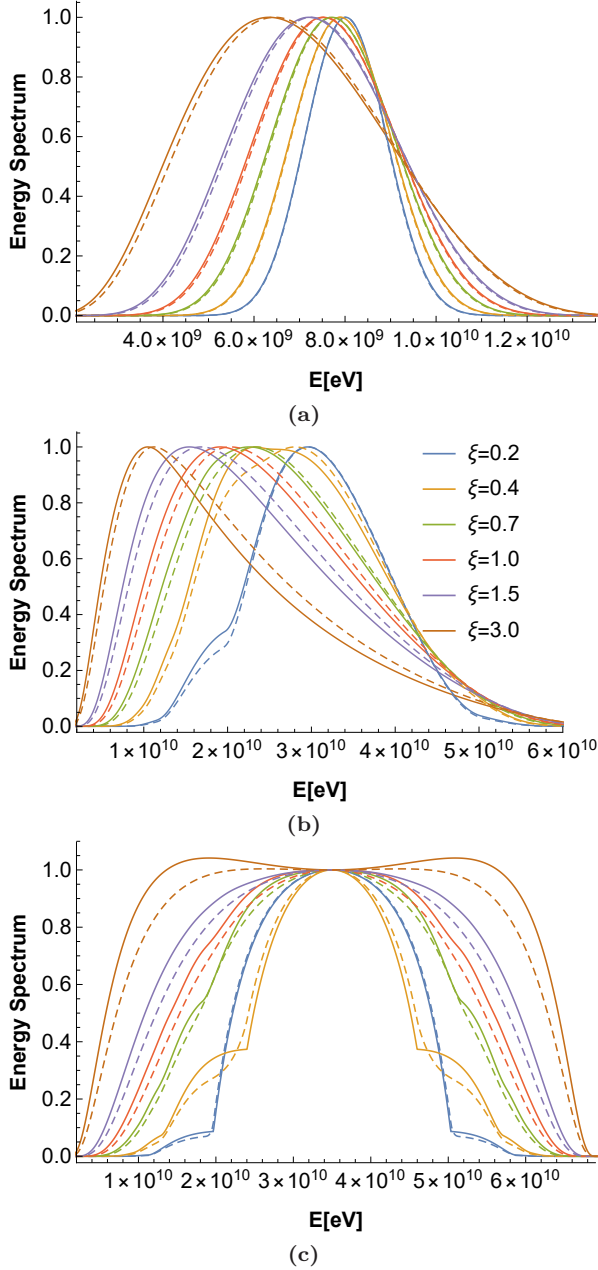 1.0
0.8
0.6
0.4
0.2
0.0
Energy Spectrum
4.0×10⁹ 6.0×10⁹ 8.0×10⁹ 1.0×10¹⁰ 1.2×10¹⁰
E[eV]
(a)
1.0
0.8
0.6
0.4
0.2
0.0
Energy Spectrum
ξ=0.2
ξ=0.4
ξ=0.7
ξ=1.0
ξ=1.5
ξ=3.0
1×10¹⁰ 2×10¹⁰ 3×10¹⁰ 4×10¹⁰ 5×10¹⁰ 6×10¹⁰
E[eV]
(b)
1.0
0.8
0.6
0.4
0.2
0.0
Energy Spectrum
1×10¹⁰ 2×10¹⁰ 3×10¹⁰ 4×10¹⁰ 5×10¹⁰ 6×10¹⁰
E[eV]
(c)